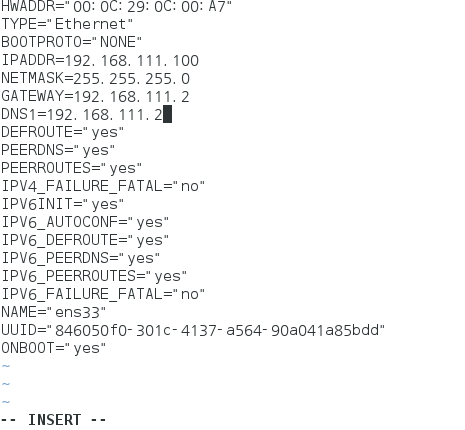 HWADDR="00:0C:29:0C:00:A7"
TYPE="Ethernet"
BOOTPROTO="NONE"
IPADDR=192.168.111.100
NETMASK=255.255.255.0
GATEWAY=192.168.111.2
DNS1=192.168.111.2
DEFROUTE="yes"
PEERDNS="yes"
PEERROUTES="yes"
IPV4_FAILURE_FATAL="no"
IPV6INIT="yes"
IPV6_AUTOCONF="yes"
IPV6_DEFROUTE="yes"
IPV6_PEERDNS="yes"
IPV6_PEERROUTES="yes"
IPV6_FAILURE_FATAL="no"
NAME="ens33"
UUID="846050f0-301c-4137-a564-90a041a85bdd"
ONBOOT="yes"
~
~
~
-- INSERT --